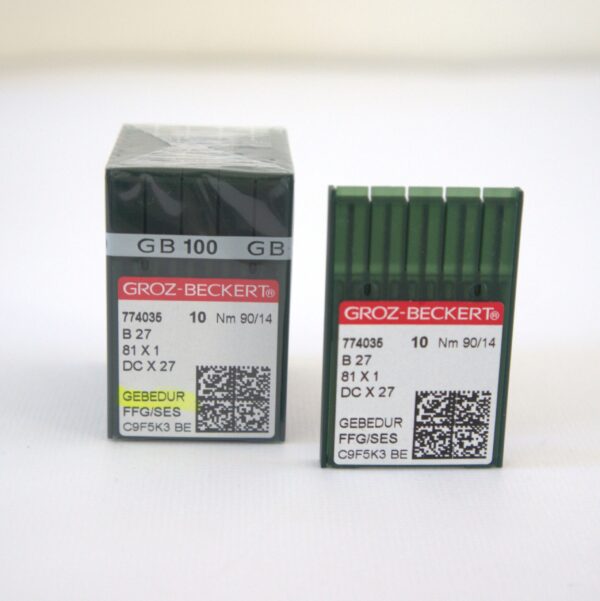 GB 100 GB
GROZ-BECKERT®
774035 10 Nm 90/14
B 27
81 X 1
DC X 27
GEBEDUR
FFG/SES
C9F5K3 BE
GROZ-BECKERT®
774035 10 Nm 90/14
B 27
81 X 1
DC X 27
GEBEDUR
FFG/SES
C9F5K3 BE